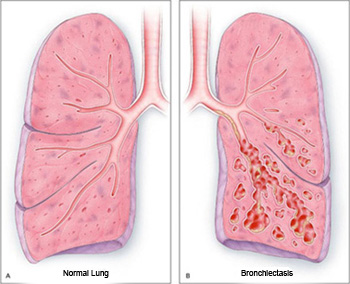 A
Normal Lung
B
Bronchiectasis